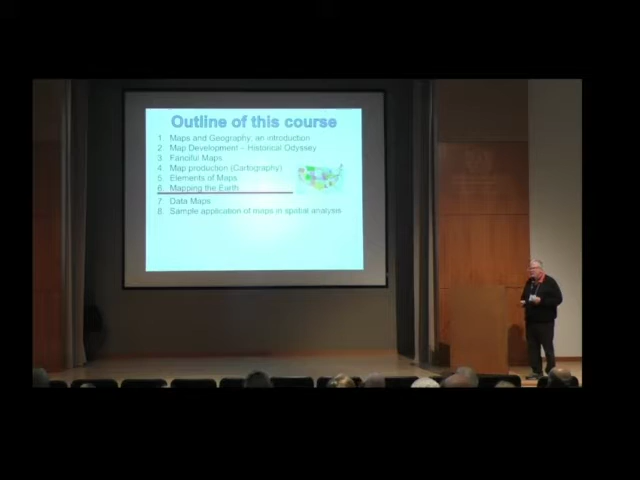 Outline of this course
1. Maps and Geography: an introduction
2. Map Development – Historical Odyssey
3. Fanciful Maps
4. Map production (Cartography)
5. Elements of Maps
6. Mapping the Earth
7. Data Maps
8. Sample application of maps in spatial analysis